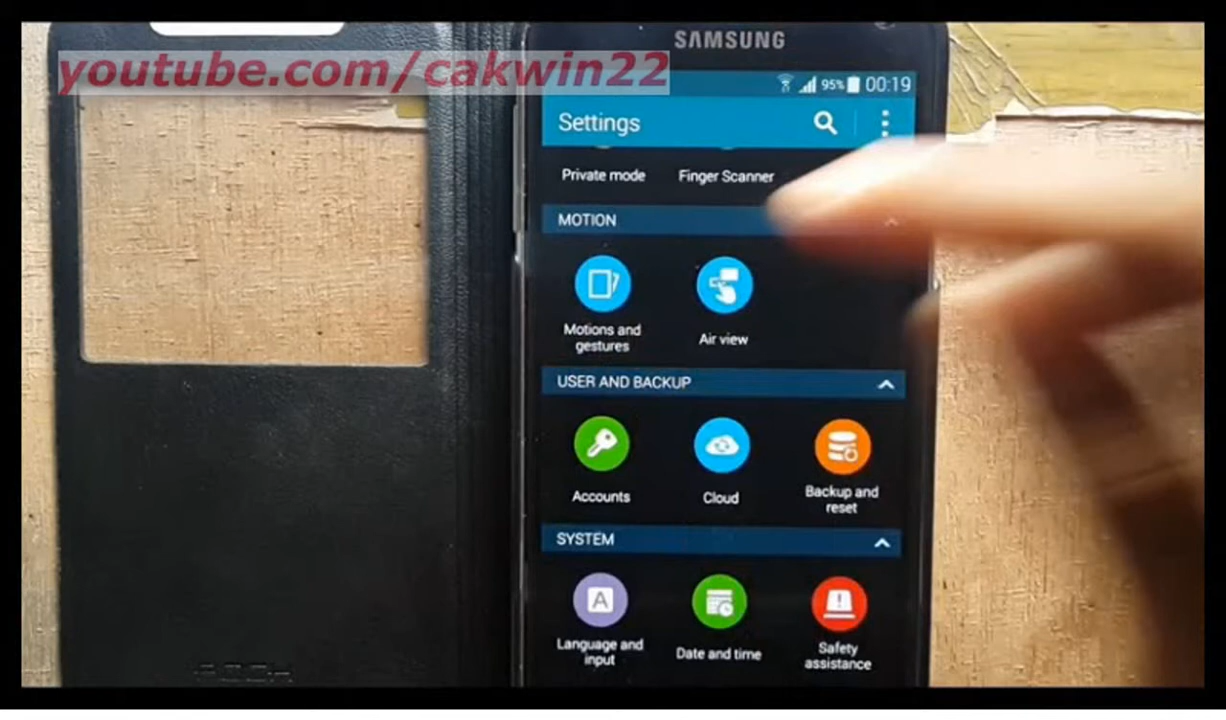 SAMSUNG
youtube.com/cakwin22
95% 00:19
Settings
Private mode Finger Scanner
MOTION
Motions and
gestures
Air view
USER AND BACKUP
Accounts
Cloud
Backup and
reset
SYSTEM
A
Language and
input
Date and time
Safety
assistance